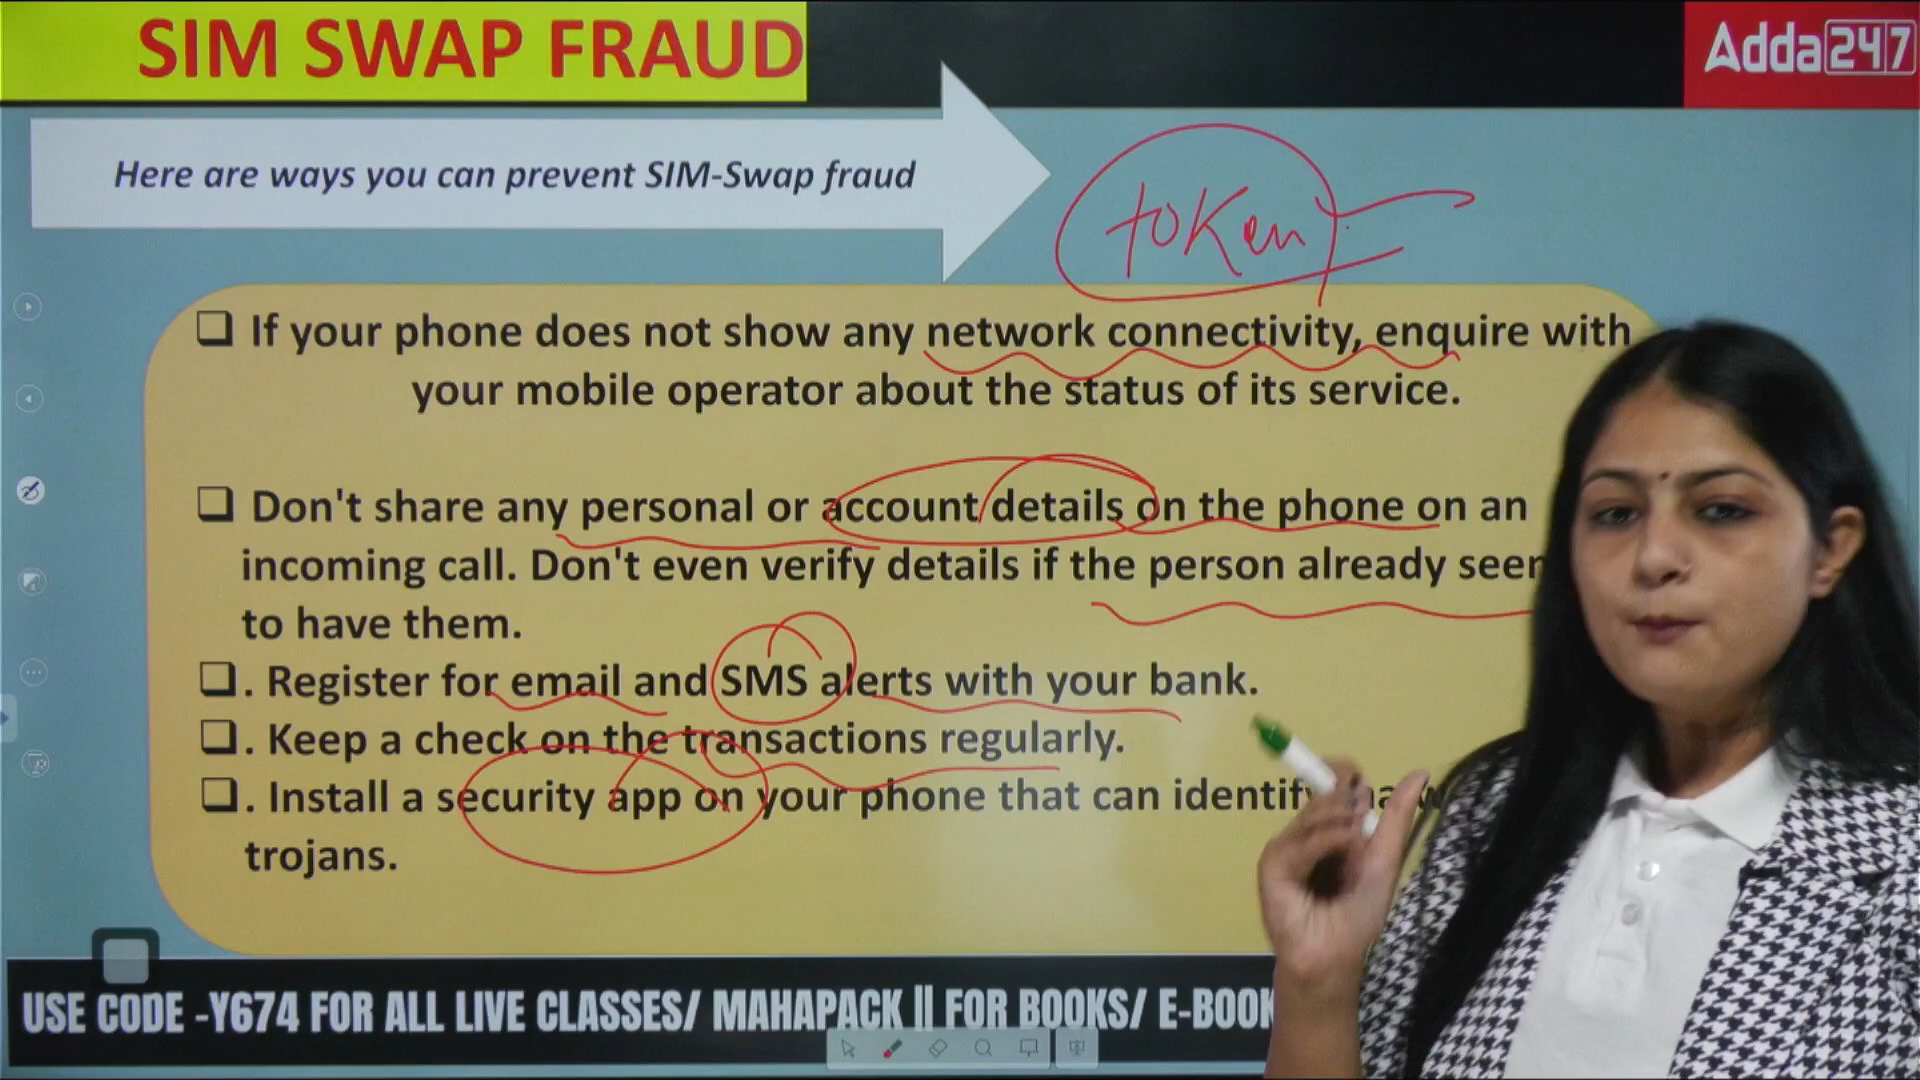 SIM SWAP FRAUD
Adda247
Here are ways you can prevent SIM-Swap fraud
toKen
If your phone does not show any network connectivity, enquire with
your mobile operator about the status of its service.
Don't share any personal or account details on the phone on an
incoming call. Don't even verify details if the person already seem
to have them.
. Register for email and SMS alerts with your bank.
. Keep a check on the transactions regularly.
. Install a security app on your phone that can identify
trojans.
USE CODE -Y674 FOR ALL LIVE CLASSES/ MAHAPACK || FOR BOOKS/ E-BOOK